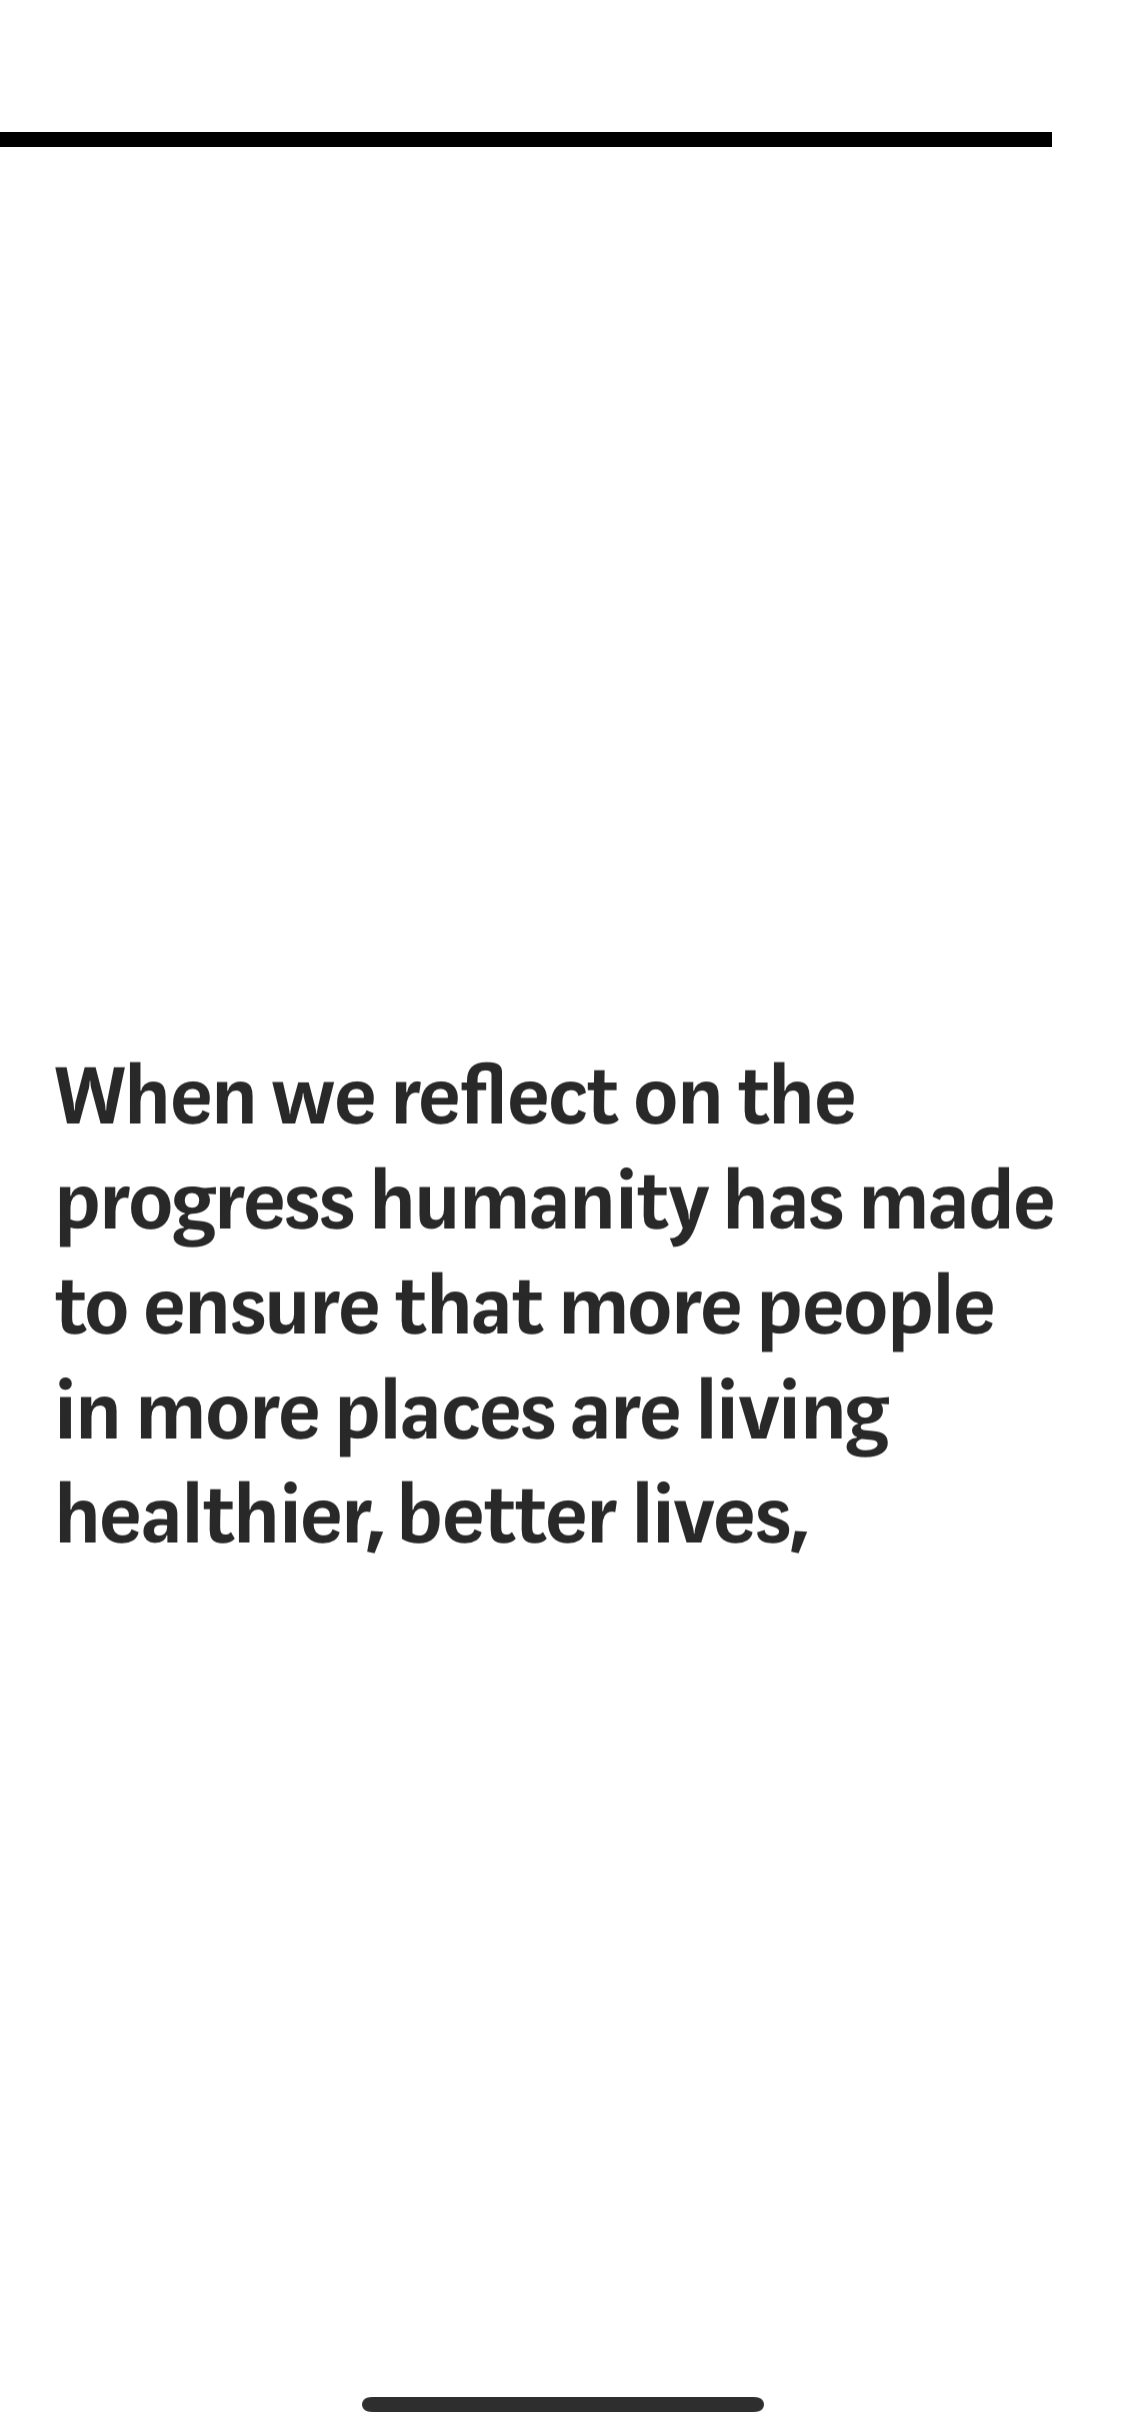 When we reflect on the
progress humanity has made
to ensure that more people
in more places are living
healthier, better lives,